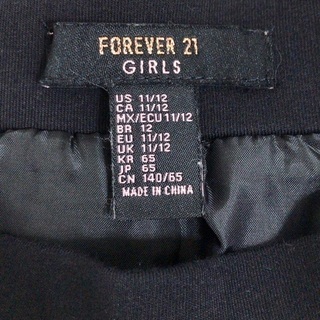 FOREVER 21
GIRLS
US 11/12
CA 11/12
MX/ECU 11/12
BR 12
EU 11/12
UK 11/12
KR 65
JP 65
CN 140/65
MADE IN CHINA